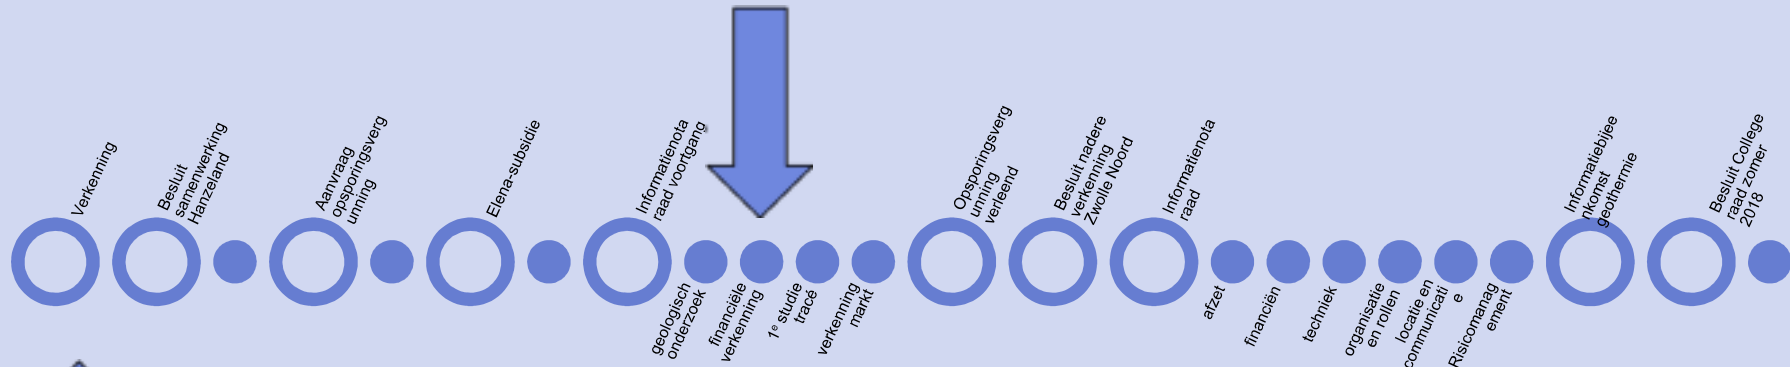 Verkenning
Besluit
samenwerking
Hanzeland
Aanvraag
opsporingsverg
unning
Elena-subsidie
Informatienota
raad voortgang
geologisch
onderzoek
financiële
verkenning
1e studie
tracé
verkenning
markt
Opsporingsverg
unning
verleend
Besluit nadere
verkenning
Zwolle Noord
Informatienota
raad
afzet
financiën
techniek
organisatie
en rollen
locatie en
communicati
e
Risicomanag
ement
Informatiebijee
nkomst
geothermie
Besluit College
raad zomer
2018